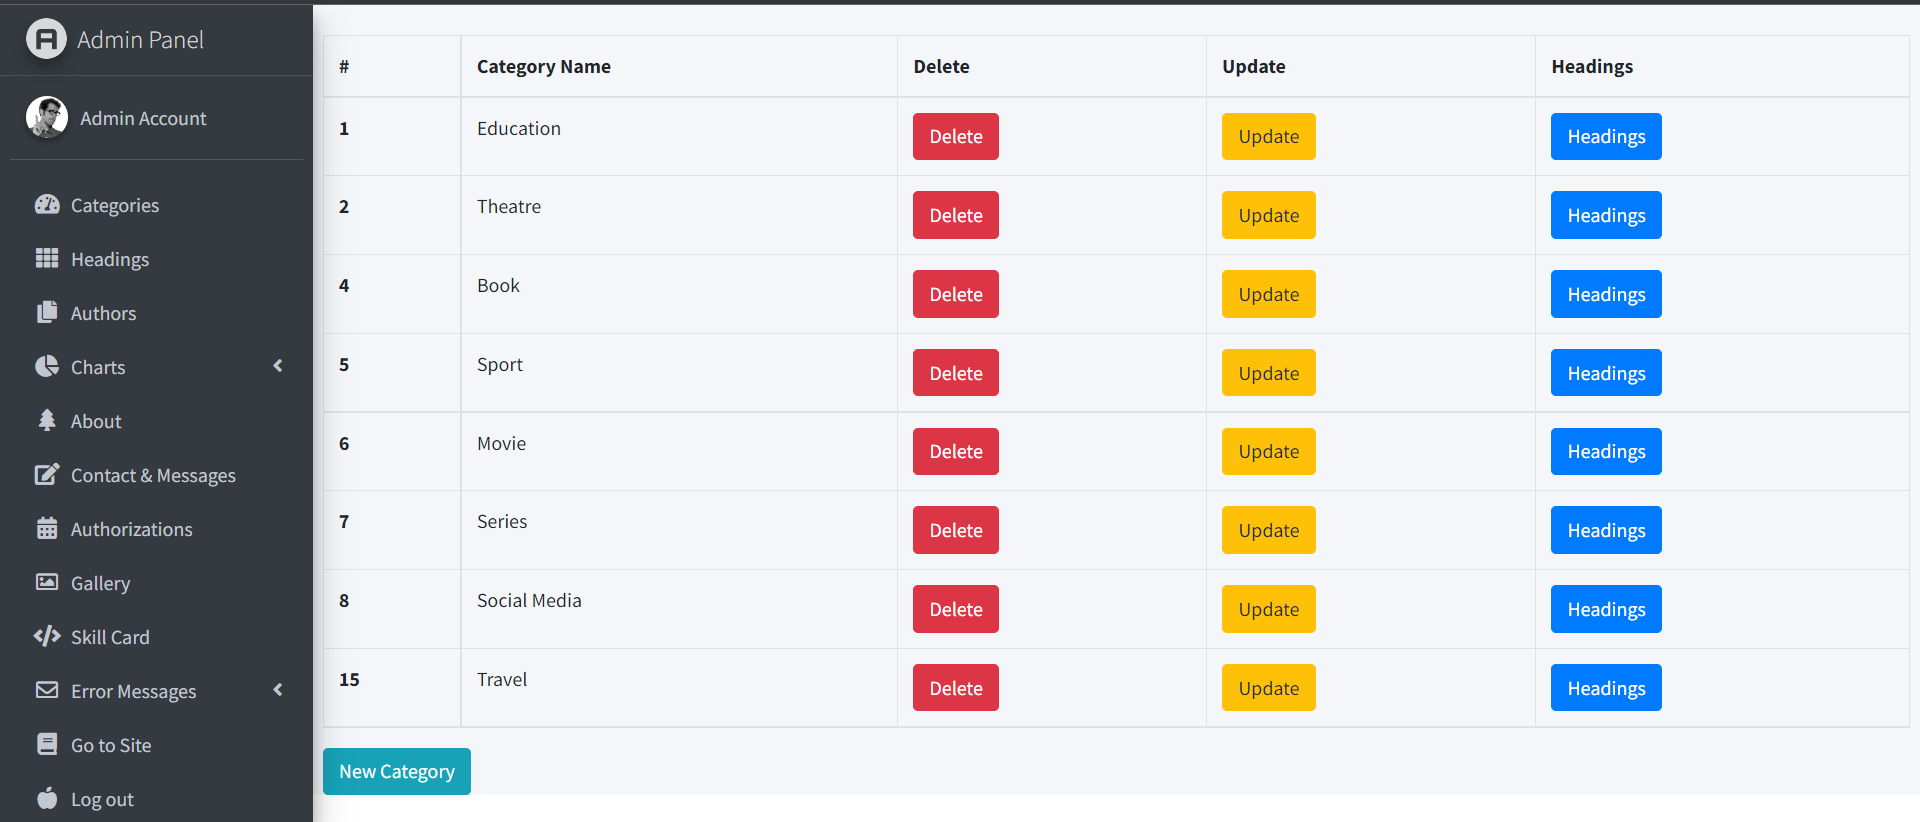 Admin Panel
Admin Account
Categories
Headings
Authors
Charts
About
Contact & Messages
Authorizations
Gallery
Skill Card
Error Messages
Go to Site
Log out
# Category Name Delete Update Headings
1 Education Delete Update Headings
2 Theatre Delete Update Headings
4 Book Delete Update Headings
5 Sport Delete Update Headings
6 Movie Delete Update Headings
7 Series Delete Update Headings
8 Social Media Delete Update Headings
15 Travel Delete Update Headings
New Category